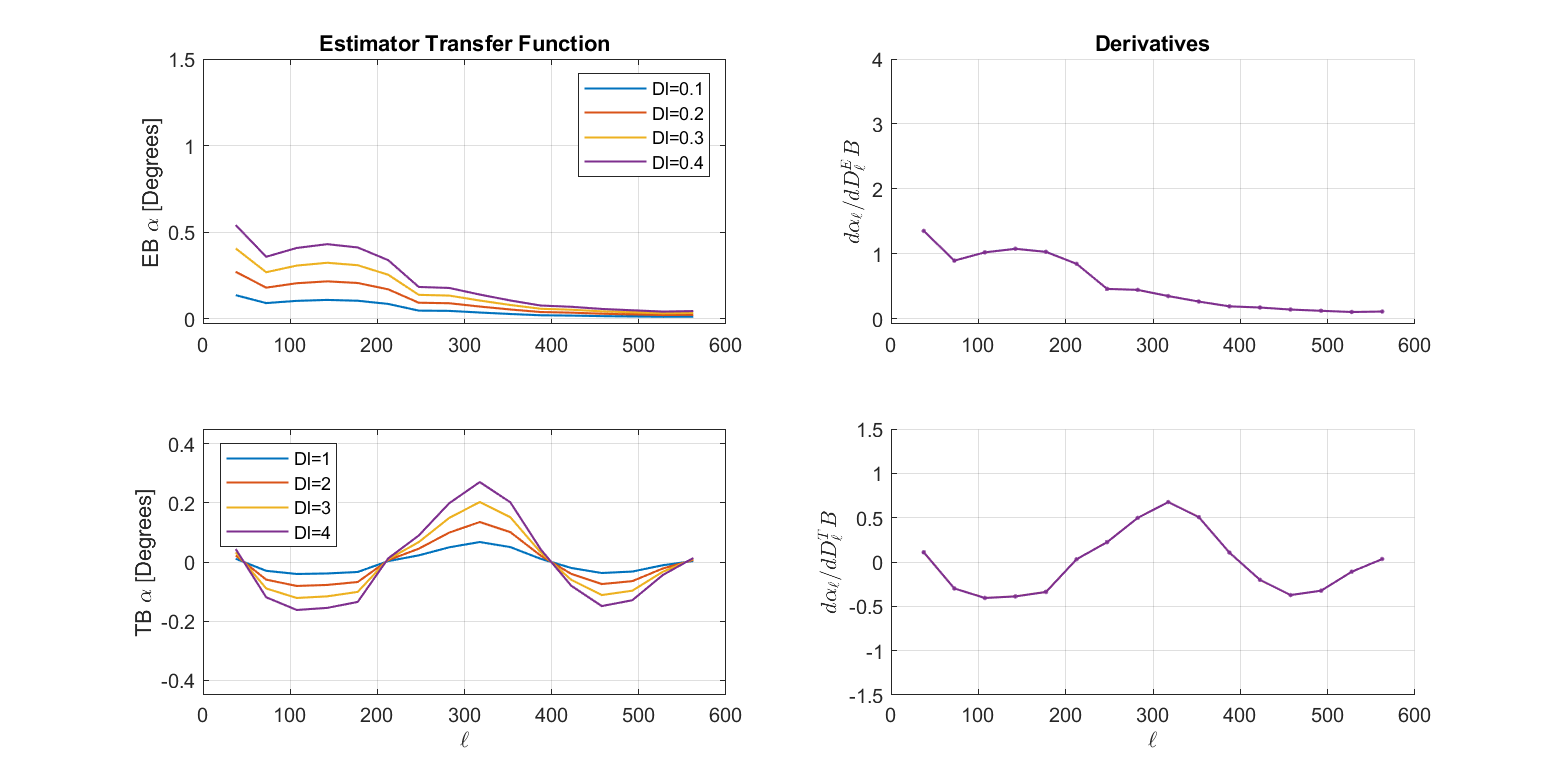 Estimator Transfer Function
EB α [Degrees]
1.5
1
0.5
0
0 100 200 300 400 500 600
Dl=0.1
Dl=0.2
Dl=0.3
Dl=0.4
Derivatives
dα_ℓ/dD_ℓ^E B
4
3
2
1
0
0 100 200 300 400 500 600
TB α [Degrees]
0.4
0.2
0
-0.2
-0.4
0 100 200 300 400 500 600
ℓ
Dl=1
Dl=2
Dl=3
Dl=4
dα_ℓ/dD_ℓ^T B
1.5
1
0.5
0
-0.5
-1
-1.5
0 100 200 300 400 500 600
ℓ